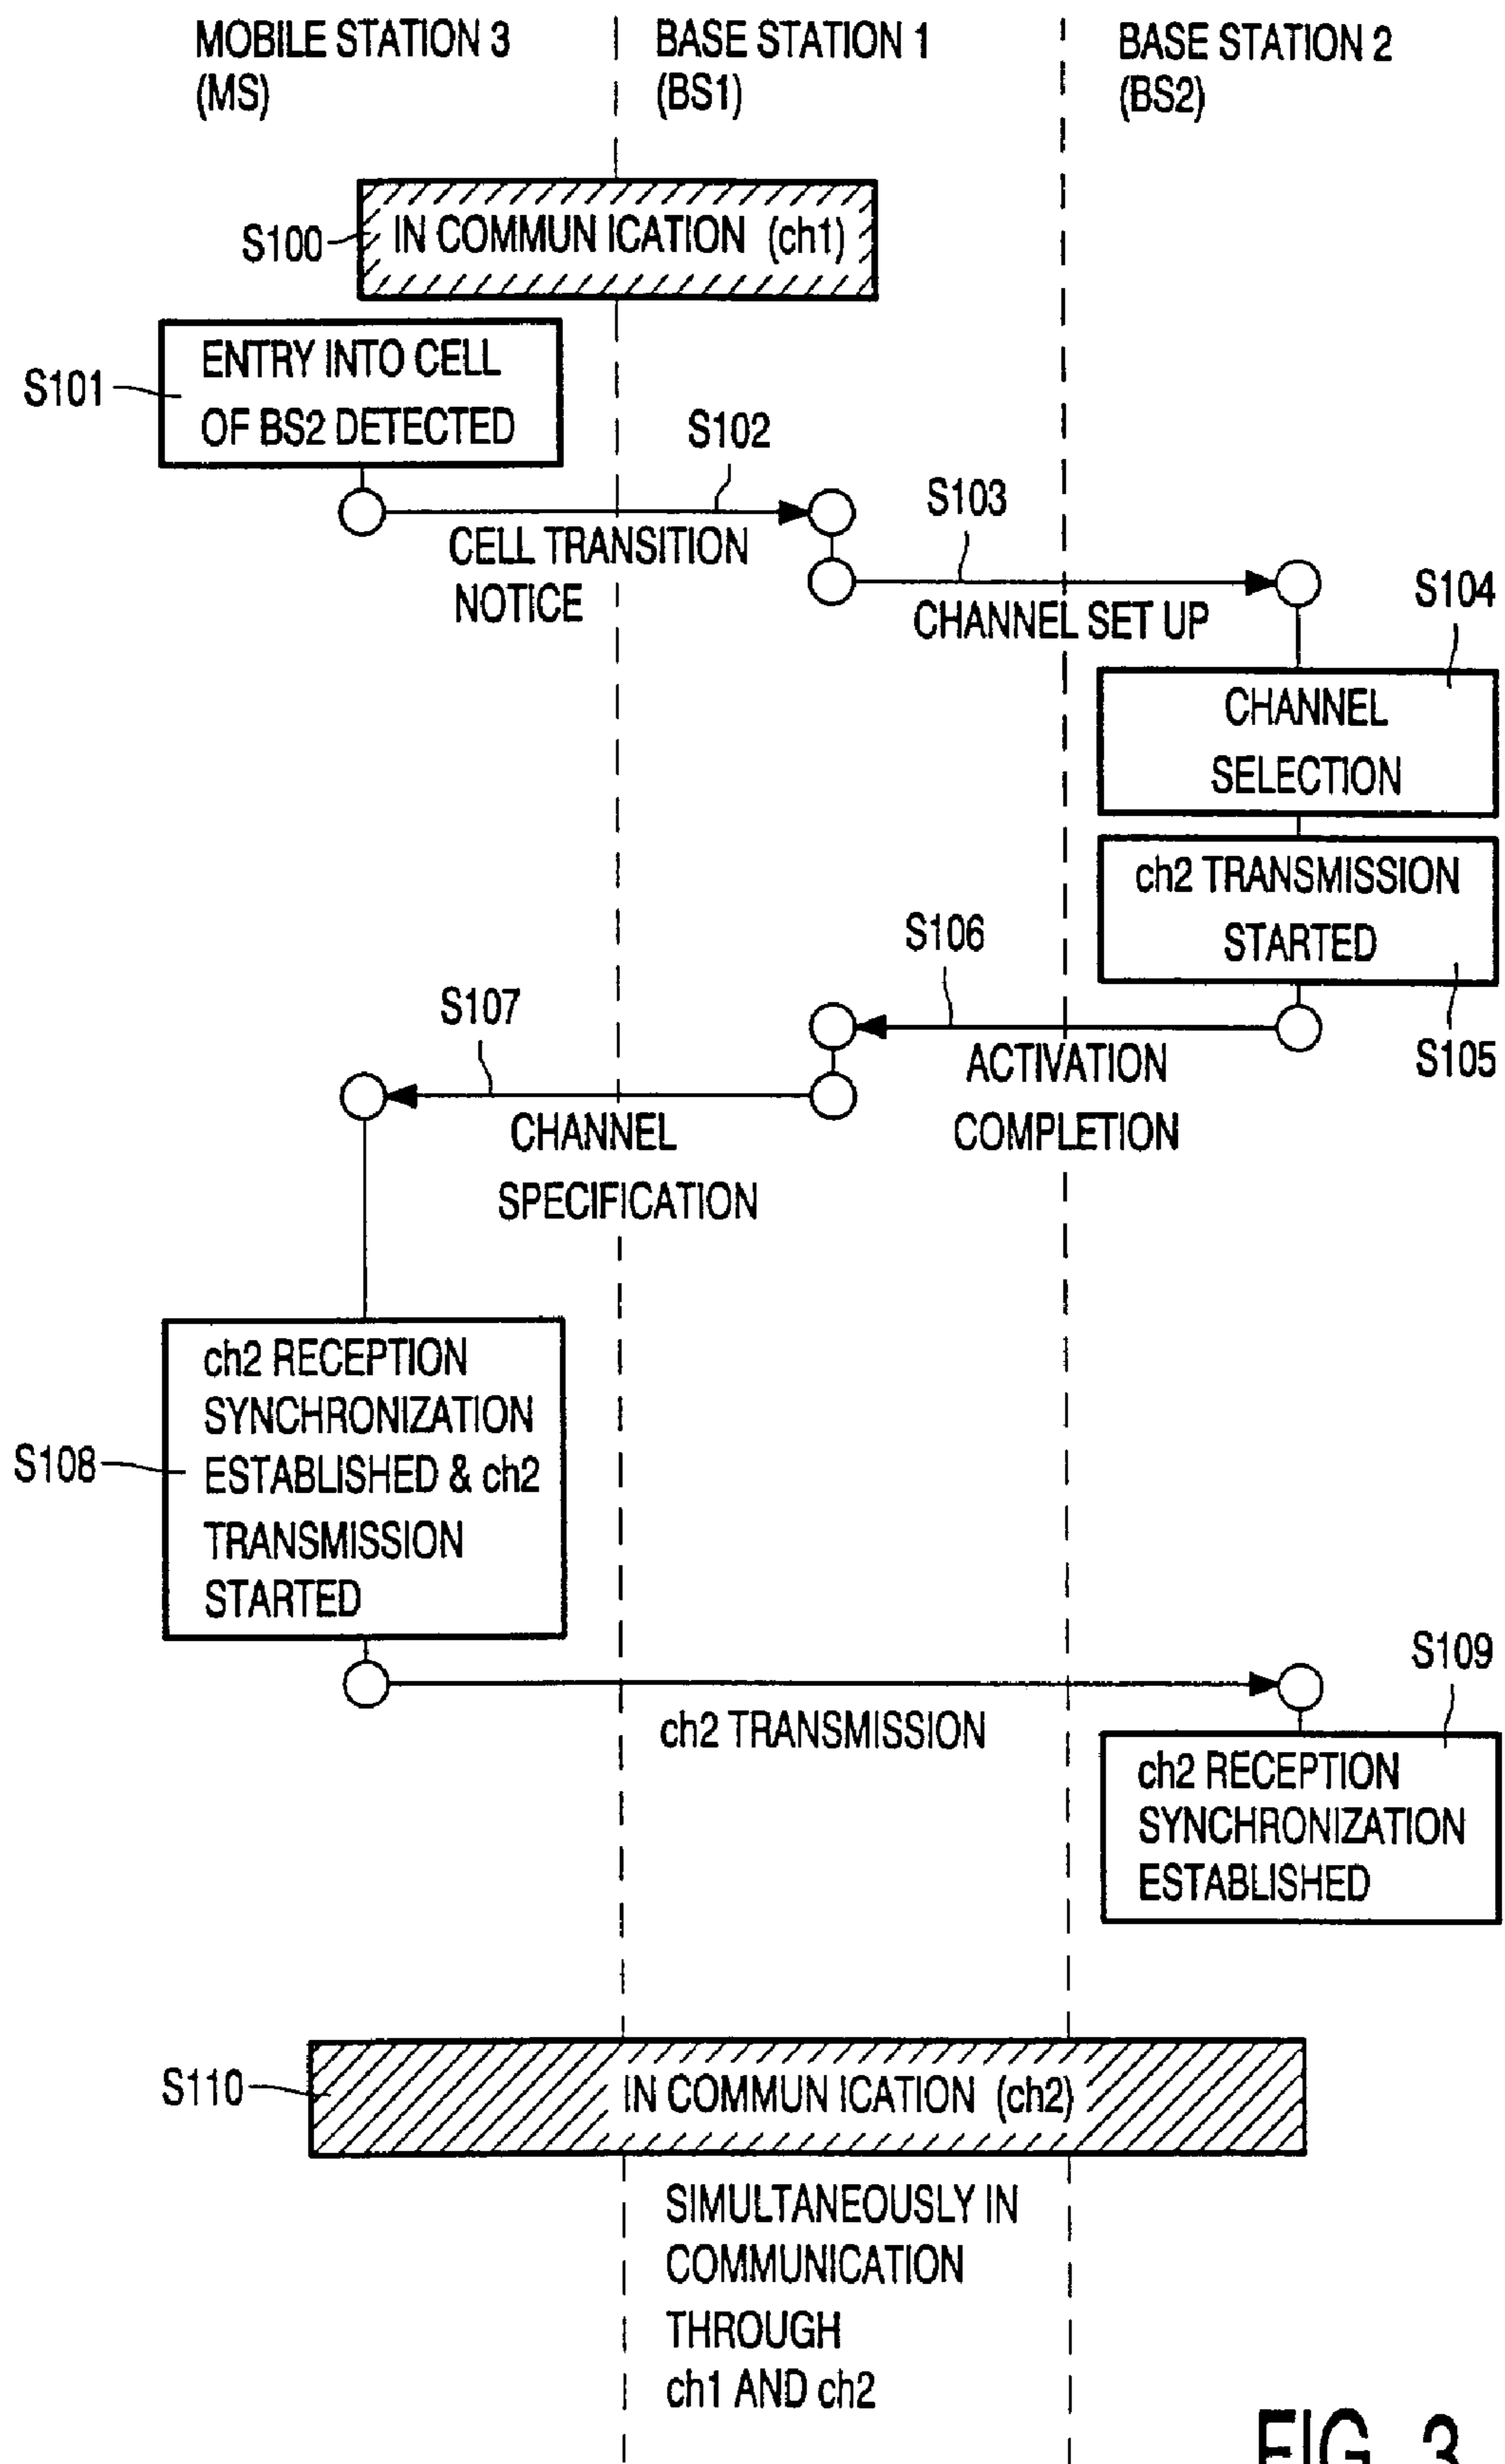 MOBILE STATION 3
(MS)
BASE STATION 1
(BS1)
BASE STATION 2
(BS2)
S100
IN COMMUN ICATION (ch1)
S101
ENTRY INTO CELL
OF BS2 DETECTED
S102
CELL TRANSITION
NOTICE
S103
CHANNEL SET UP
S104
CHANNEL
SELECTION
ch2 TRANSMISSION
STARTED
S105
S106
ACTIVATION
COMPLETION
S107
CHANNEL
SPECIFICATION
S108
ch2 RECEPTION
SYNCHRONIZATION
ESTABLISHED & ch2
TRANSMISSION
STARTED
ch2 TRANSMISSION
S109
ch2 RECEPTION
SYNCHRONIZATION
ESTABLISHED
S110
IN COMMUN ICATION (ch2)
SIMULTANEOUSLY IN
COMMUNICATION
THROUGH
ch1 AND ch2
FIG. 3